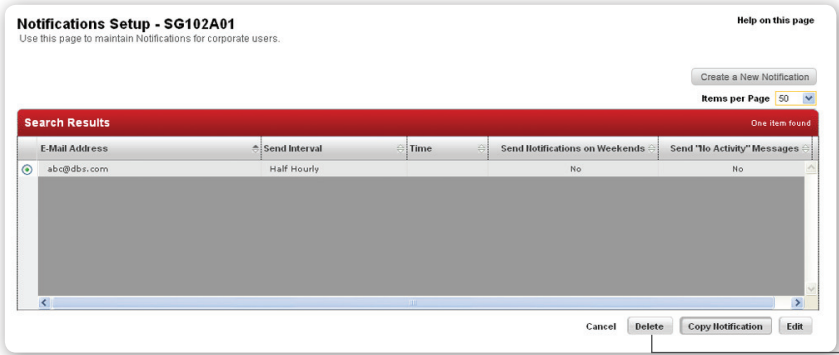 Notifications Setup - SG102A01
Help on this page
Use this page to maintain Notifications for corporate users.
Create a New Notification
Items per Page 50
Search Results One item found
E-Mail Address Send Interval Time Send Notifications on Weekends Send "No Activity" Messages
abc@dbs.com Half Hourly No No
Cancel Delete Copy Notification Edit